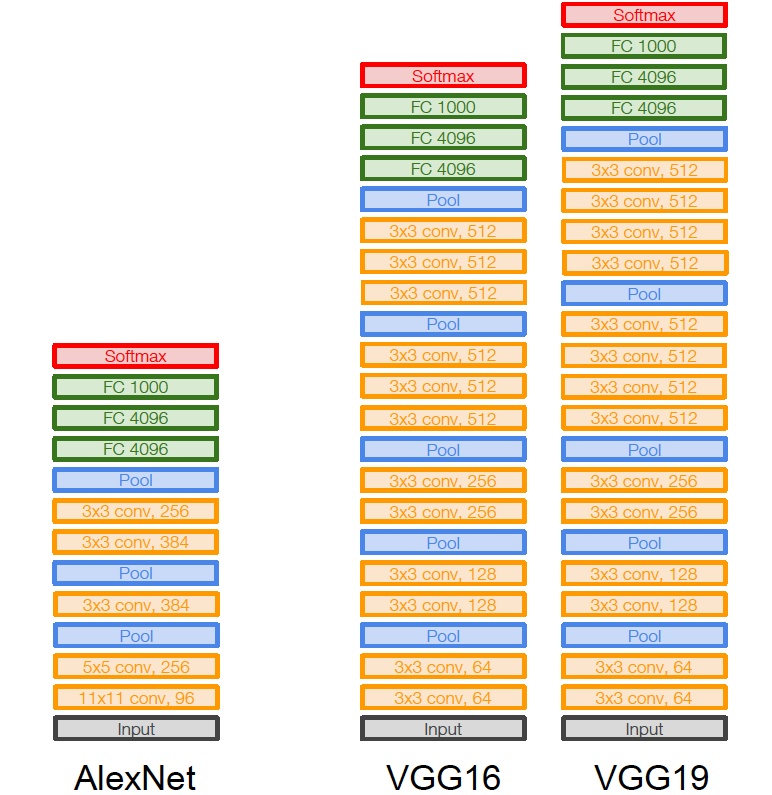 Softmax
FC 1000
FC 4096
FC 4096
Pool
3x3 conv, 256
3x3 conv, 384
Pool
3x3 conv, 384
Pool
5x5 conv, 256
11x11 conv, 96
Input
AlexNet
Softmax
FC 1000
FC 4096
FC 4096
Pool
3x3 conv, 512
3x3 conv, 512
3x3 conv, 512
Pool
3x3 conv, 512
3x3 conv, 512
3x3 conv, 512
Pool
3x3 conv, 256
3x3 conv, 256
Pool
3x3 conv, 128
3x3 conv, 128
Pool
3x3 conv, 64
3x3 conv, 64
Input
VGG16
Softmax
FC 1000
FC 4096
FC 4096
Pool
3x3 conv, 512
3x3 conv, 512
3x3 conv, 512
3x3 conv, 512
Pool
3x3 conv, 512
3x3 conv, 512
3x3 conv, 512
3x3 conv, 512
Pool
3x3 conv, 256
3x3 conv, 256
Pool
3x3 conv, 128
3x3 conv, 128
Pool
3x3 conv, 64
3x3 conv, 64
Input
VGG19